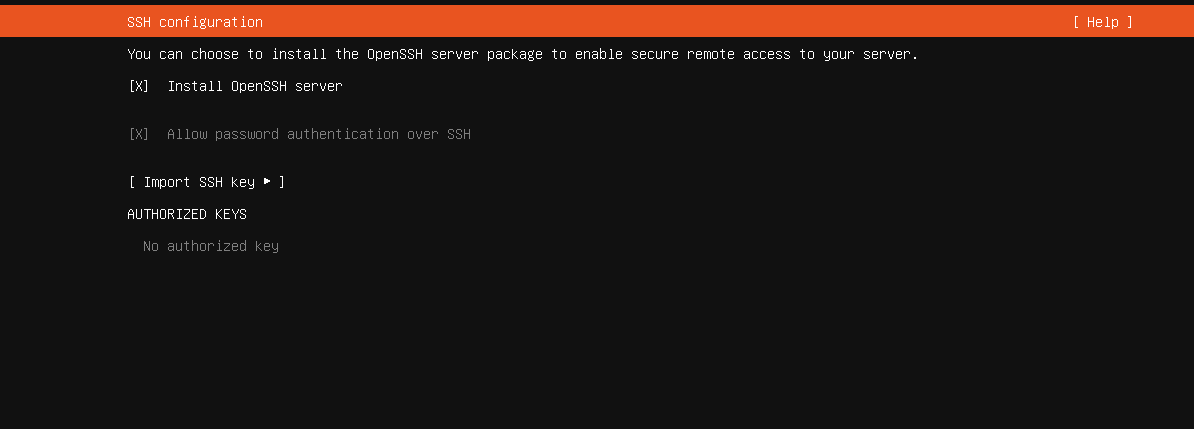 SSH configuration [ Help ]
You can choose to install the OpenSSH server package to enable secure remote access to your server.
[X] Install OpenSSH server
[X] Allow password authentication over SSH
[ Import SSH key ▸ ]
AUTHORIZED KEYS
No authorized key